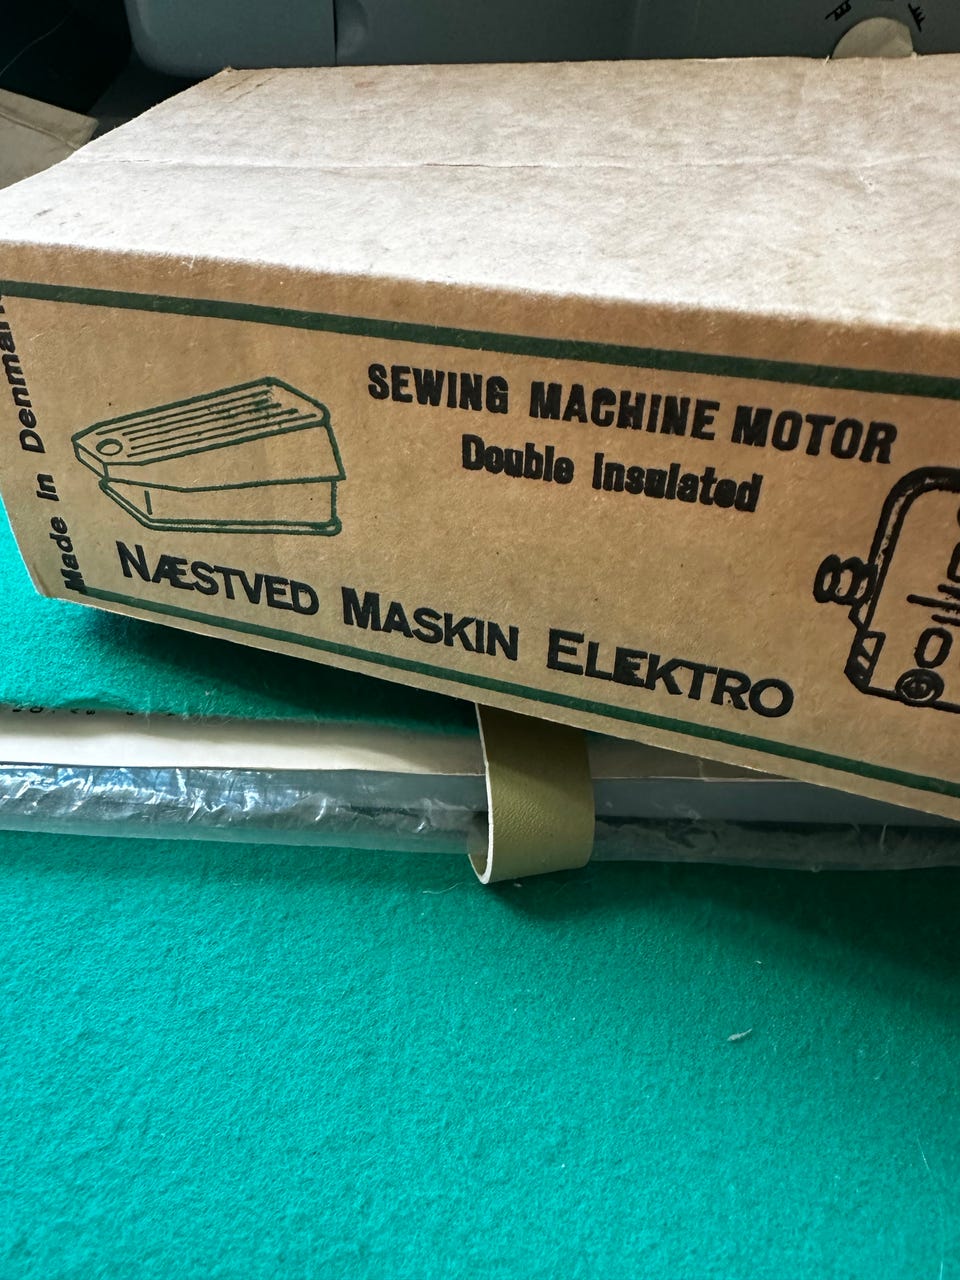 SEWING MACHINE MOTOR
Double Insulated
NÆSTVED MASKIN ELEKTRO
Made In Denmark